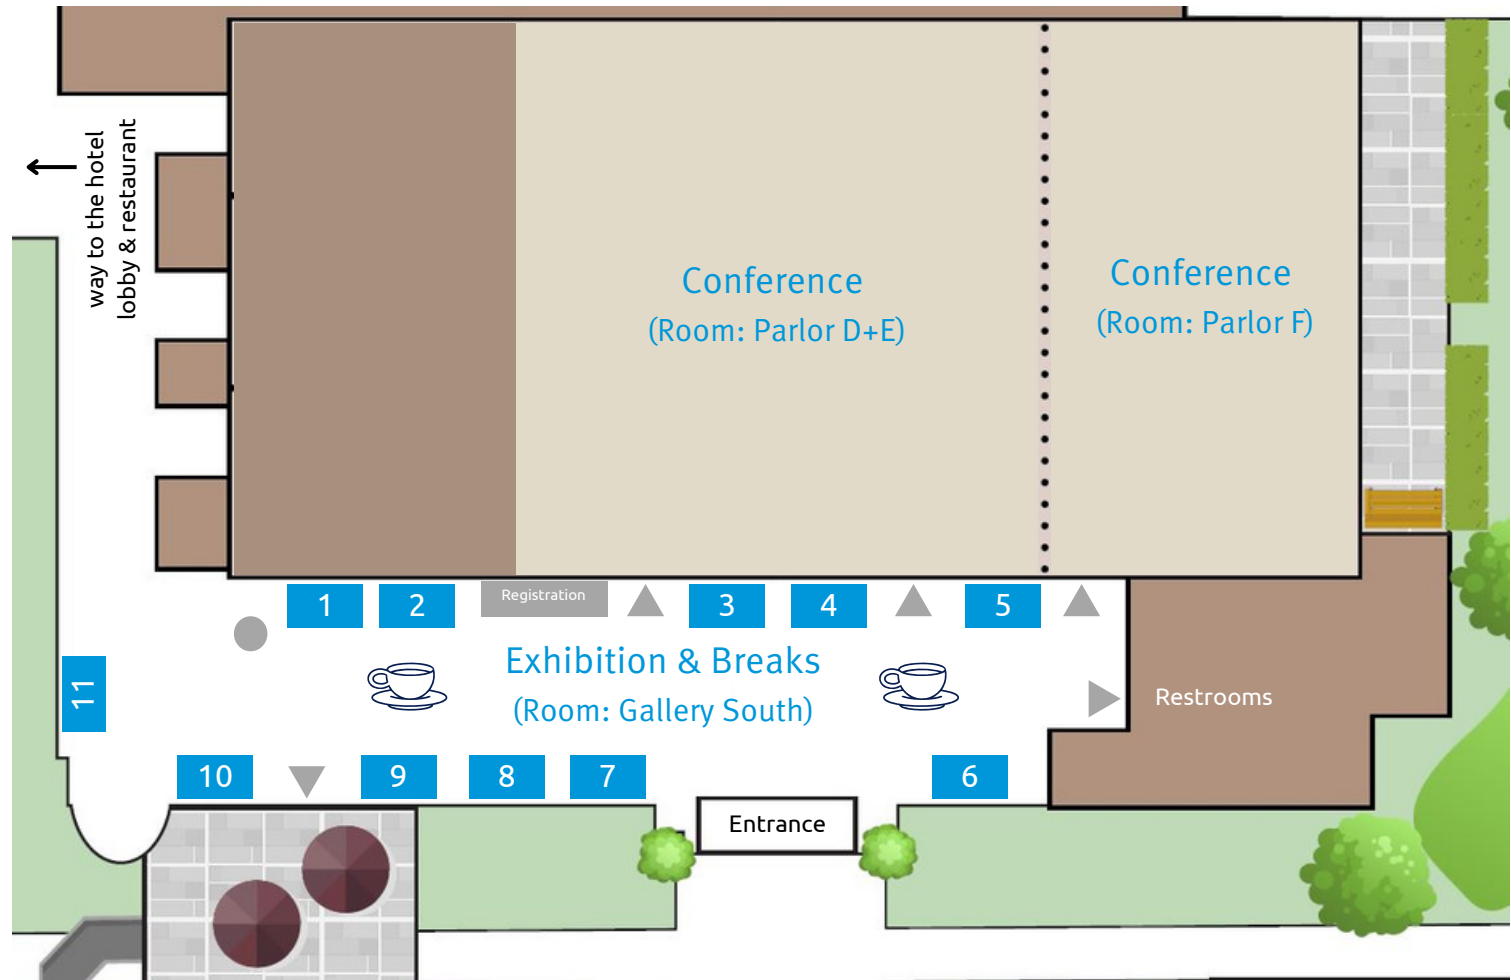 way to the hotel
lobby & restaurant
Conference
(Room: Parlor D+E)
Conference
(Room: Parlor F)
1
2
Registration
3
4
5
Exhibition & Breaks
(Room: Gallery South)
Restrooms
11
10
9
8
7
6
Entrance